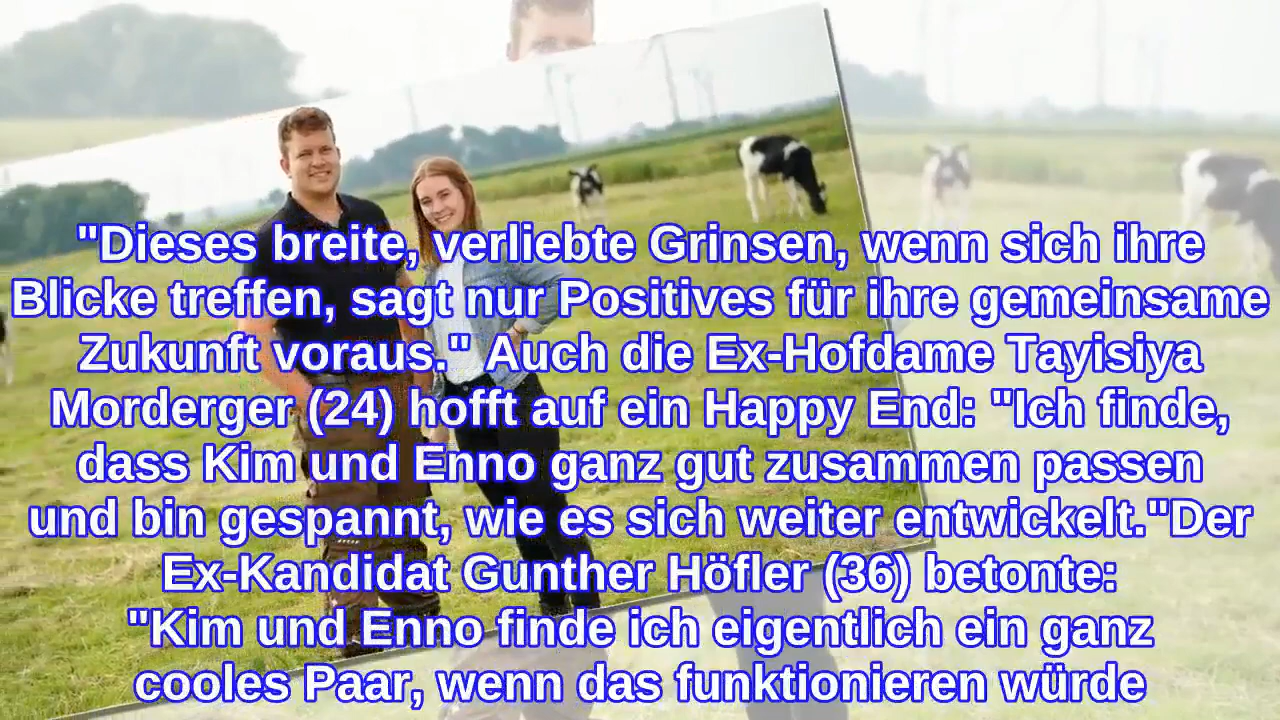 "Dieses breite, verliebte Grinsen, wenn sich ihre
Blicke treffen, sagt nur Positives für ihre gemeinsame
Zukunft voraus." Auch die Ex-Hofdame Tayisiya
Morderger (24) hofft auf ein Happy End: "Ich finde,
dass Kim und Enno ganz gut zusammen passen
und bin gespannt, wie es sich weiter entwickelt."Der
Ex-Kandidat Gunther Höfler (36) betonte:
"Kim und Enno finde ich eigentlich ein ganz
cooles Paar, wenn das funktionieren würde